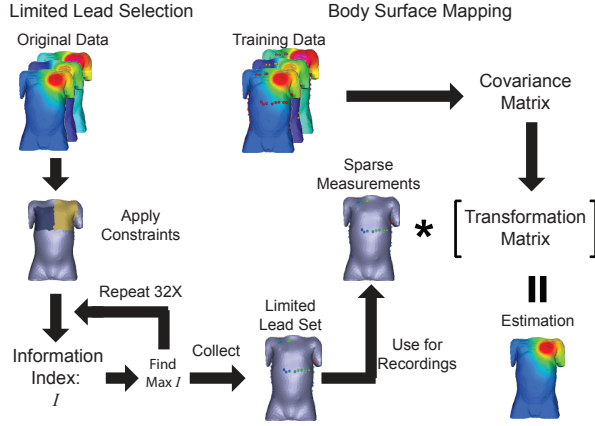 Limited Lead Selection
Body Surface Mapping
Original Data
Training Data
Covariance
Matrix
Sparse
Measurements
Apply
Constraints
*
[Transformation
Matrix]
Repeat 32X
Limited
Lead Set
=
Estimation
Information
Index:
I
Find
Max I
Collect
Use for
Recordings